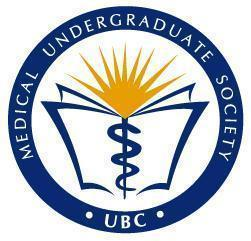 MEDICAL UNDERGRADUATE SOCIETY
• UBC •